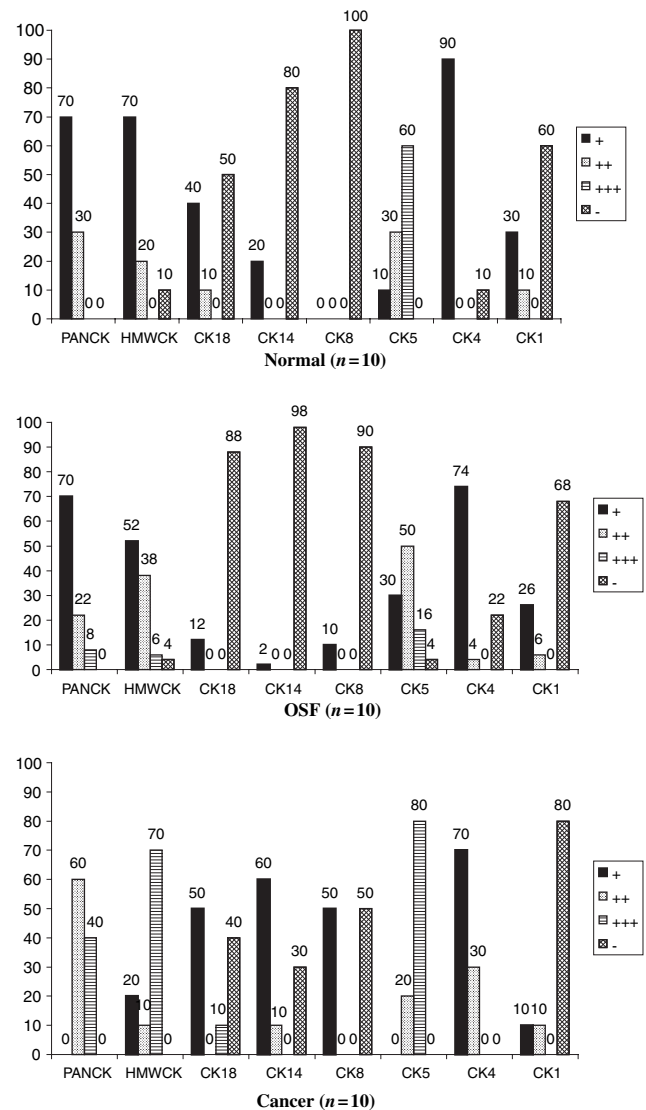 100
90
80
70
60
50
40
30
20
10
0
70 30 0 0
70 20 0 10
40 10 0 50
20 0 0 80
0 0 0 100
10 30 60 0
90 0 0 10
30 10 0 60
PANCK HMWCK CK18 CK14 CK8 CK5 CK4 CK1
Normal (n=10)
+
++
+++
-
100
90
80
70
60
50
40
30
20
10
0
70 22 8 0
52 38 6 4
12 0 0 88
2 0 0 98
10 0 0 90
30 50 16 4
74 4 0 22
26 6 0 68
PANCK HMWCK CK18 CK14 CK8 CK5 CK4 CK1
OSF (n=10)
+
++
+++
-
100
90
80
70
60
50
40
30
20
10
0
0 60 40 0
20 10 70 0
50 0 10 40
60 10 0 30
50 0 0 50
0 20 80 0
70 30 0 0
10 10 0 80
PANCK HMWCK CK18 CK14 CK8 CK5 CK4 CK1
Cancer (n=10)
+
++
+++
-